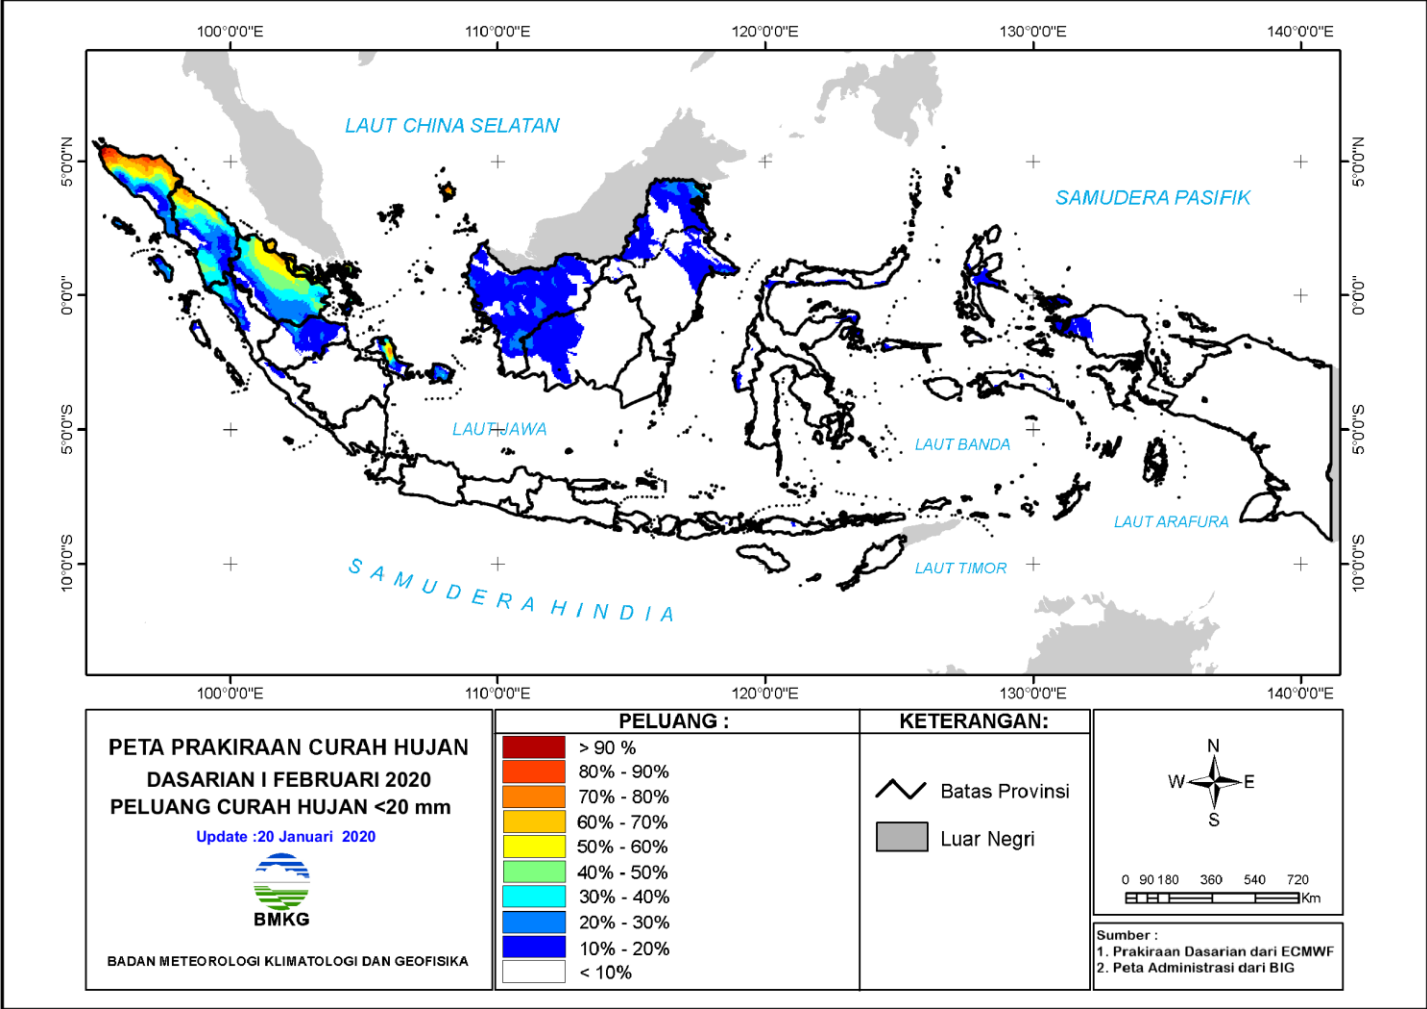 100°0'0"E 110°0'0"E 120°0'0"E 130°0'0"E 140°0'0"E
5°0'0"N
0°0'0"
5°0'0"S
10°0'0"S
LAUT CHINA SELATAN
SAMUDERA PASIFIK
LAUT JAWA
LAUT BANDA
LAUT ARAFURA
LAUT TIMOR
SAMUDERA HINDIA
5°0'0"N
0°0'0"
5°0'0"S
10°0'0"S
100°0'0"E 110°0'0"E 120°0'0"E 130°0'0"E 140°0'0"E
PETA PRAKIRAAN CURAH HUJAN
DASARIAN I FEBRUARI 2020
PELUANG CURAH HUJAN <20 mm
Update :20 Januari 2020
BMKG
BADAN METEOROLOGI KLIMATOLOGI DAN GEOFISIKA
PELUANG :
> 90 %
80% - 90%
70% - 80%
60% - 70%
50% - 60%
40% - 50%
30% - 40%
20% - 30%
10% - 20%
< 10%
KETERANGAN:
Batas Provinsi
Luar Negri
N
W E
S
0 90 180 360 540 720
Km
Sumber :
1. Prakiraan Dasarian dari ECMWF
2. Peta Administrasi dari BIG